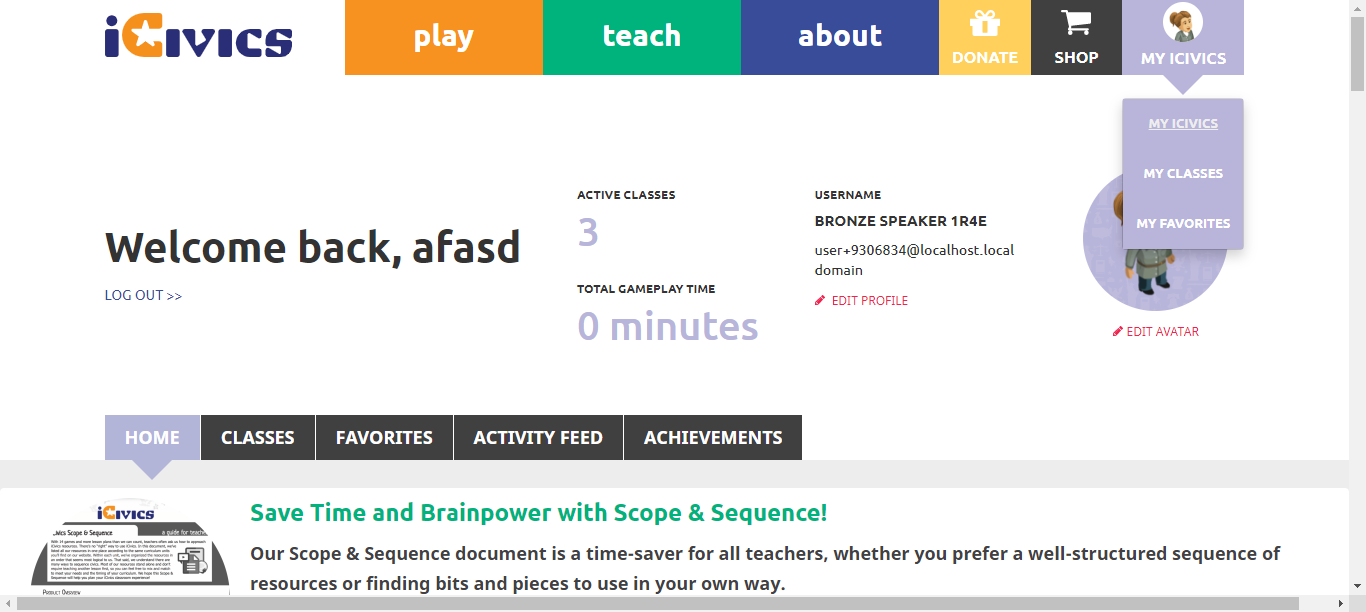 iCivics
play
teach
about
DONATE
SHOP
MY ICIVICS
MY ICIVICS
MY CLASSES
MY FAVORITES
Welcome back, afasd
LOG OUT >>
ACTIVE CLASSES
3
TOTAL GAMEPLAY TIME
0 minutes
USERNAME
BRONZE SPEAKER 1R4E
user+9306834@localhost.local
domain
EDIT PROFILE
EDIT AVATAR
HOME
CLASSES
FAVORITES
ACTIVITY FEED
ACHIEVEMENTS
iCivics
Scope & Sequence
a guide for
Product Overview
Save Time and Brainpower with Scope & Sequence!
Our Scope & Sequence document is a time-saver for all teachers, whether you prefer a well-structured sequence of
resources or finding bits and pieces to use in your own way.